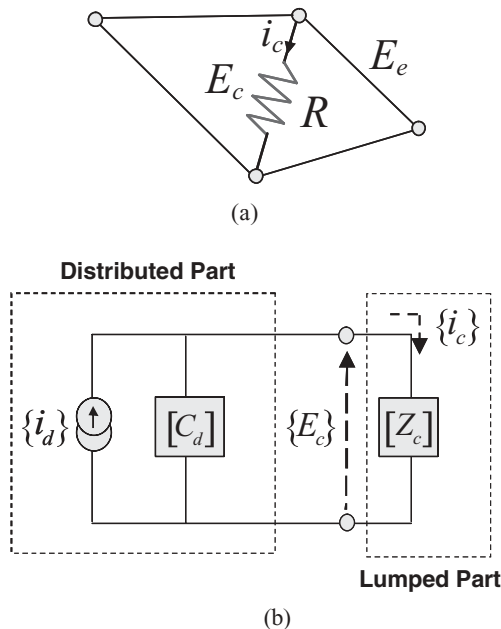 i_c
E_c
R
E_e
(a)
Distributed Part
{i_d}
[C_d]
{E_c}
[Z_c]
{i_c}
Lumped Part
(b)